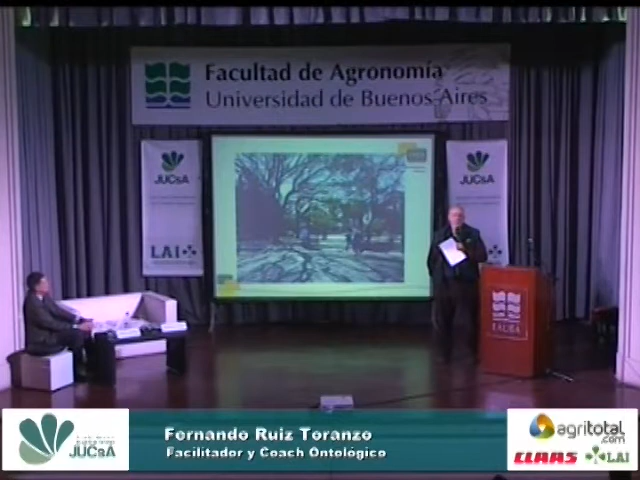 Facultad de Agronomía
Universidad de Buenos Aires
JUCsA
JUCsA
LAI
FAUBA
Fernando Ruiz Toranzo
Facilitador y Coach Ontológico
JUCsA
agritotal
.com
CLAAS
LAI